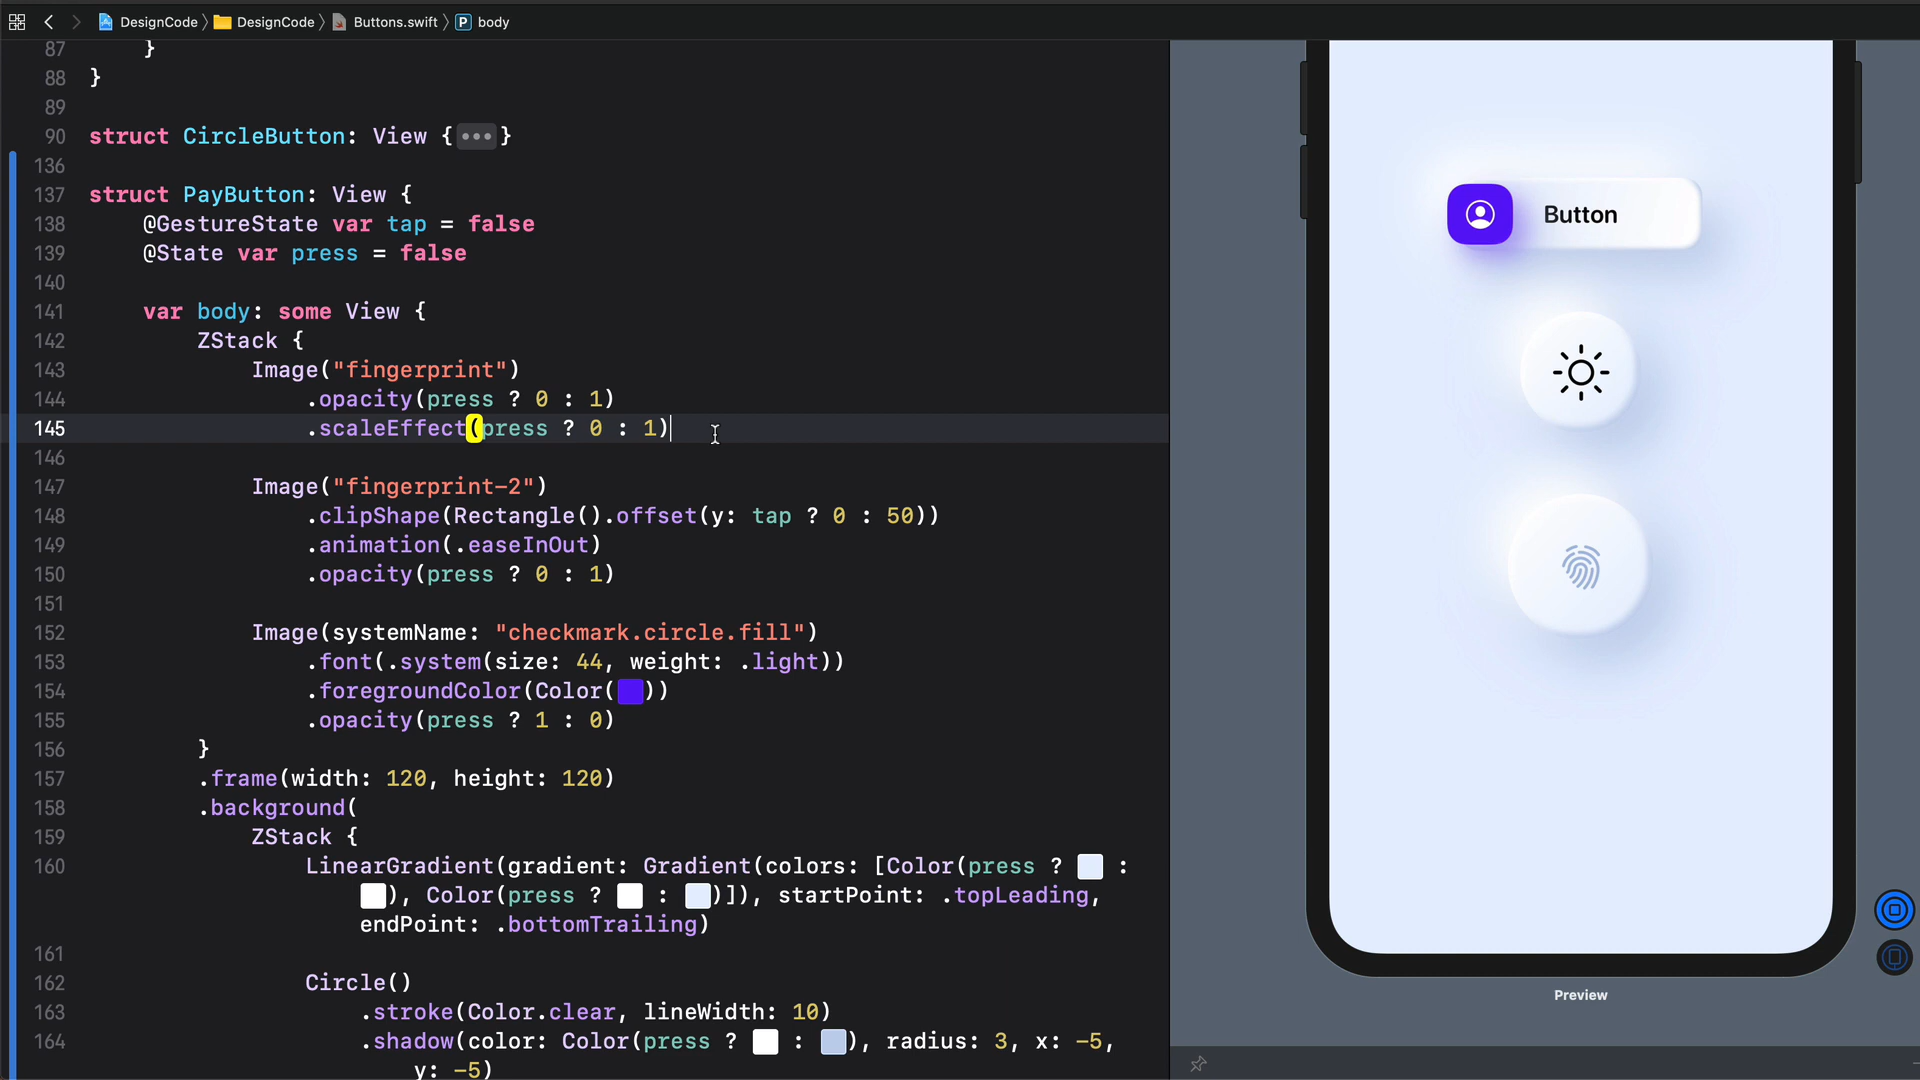 DesignCode 〉 DesignCode 〉 Buttons.swift 〉 P body
87 }
88 }
89
90 struct CircleButton: View {•••}
136
137 struct PayButton: View {
138 @GestureState var tap = false
139 @State var press = false
140
141 var body: some View {
142 ZStack {
143 Image("fingerprint")
144 .opacity(press ? 0 : 1)
145 .scaleEffect(press ? 0 : 1)
146
147 Image("fingerprint-2")
148 .clipShape(Rectangle().offset(y: tap ? 0 : 50))
149 .animation(.easeInOut)
150 .opacity(press ? 0 : 1)
151
152 Image(systemName: "checkmark.circle.fill")
153 .font(.system(size: 44, weight: .light))
154 .foregroundColor(Color( ))
155 .opacity(press ? 1 : 0)
156 }
157 .frame(width: 120, height: 120)
158 .background(
159 ZStack {
160 LinearGradient(gradient: Gradient(colors: [Color(press ? :
), Color(press ? : )]), startPoint: .topLeading,
endPoint: .bottomTrailing)
161
162 Circle()
163 .stroke(Color.clear, lineWidth: 10)
164 .shadow(color: Color(press ? : ), radius: 3, x: -5,
y: -5)
Button
Preview